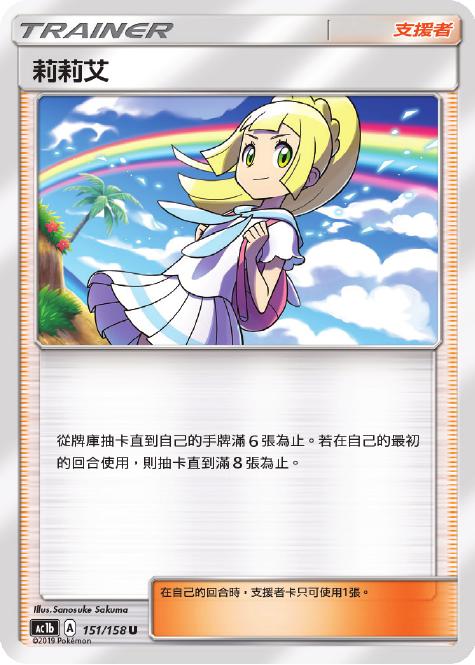 TRAINER
支援者
莉莉艾
從牌庫抽卡直到自己的手牌滿6張為止。若在自己的最初
的回合使用，則抽卡直到滿8張為止。
在自己的回合時，支援者卡只可使用1張。
Illus.Sanosuke Sakuma
AC1b A 151/158 U
©2019 Pokémon